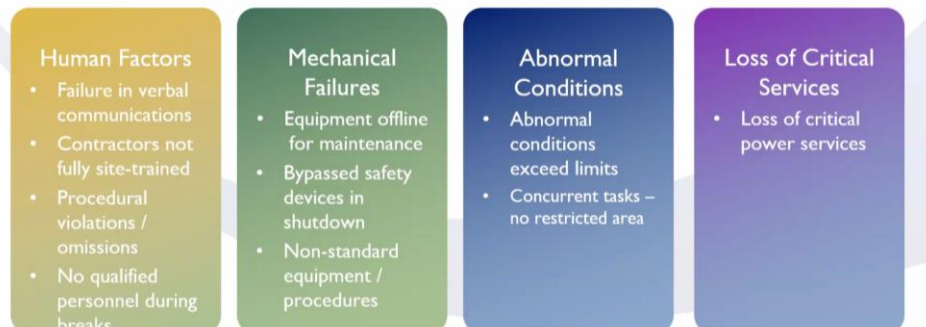 Human Factors
• Failure in verbal
communications
• Contractors not
fully site-trained
• Procedural
violations /
omissions
• No qualified
personnel during
breaks
Mechanical
Failures
• Equipment offline
for maintenance
• Bypassed safety
devices in
shutdown
• Non-standard
equipment /
procedures
Abnormal
Conditions
• Abnormal
conditions
exceed limits
• Concurrent tasks –
no restricted area
Loss of Critical
Services
• Loss of critical
power services